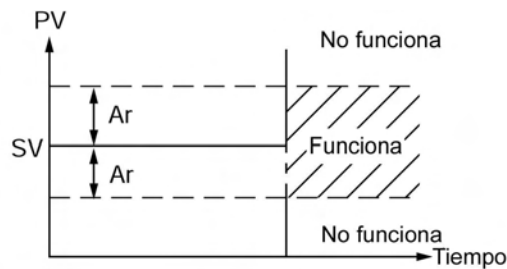 PV
No funciona
Ar
SV
Funciona
Ar
No funciona
Tiempo